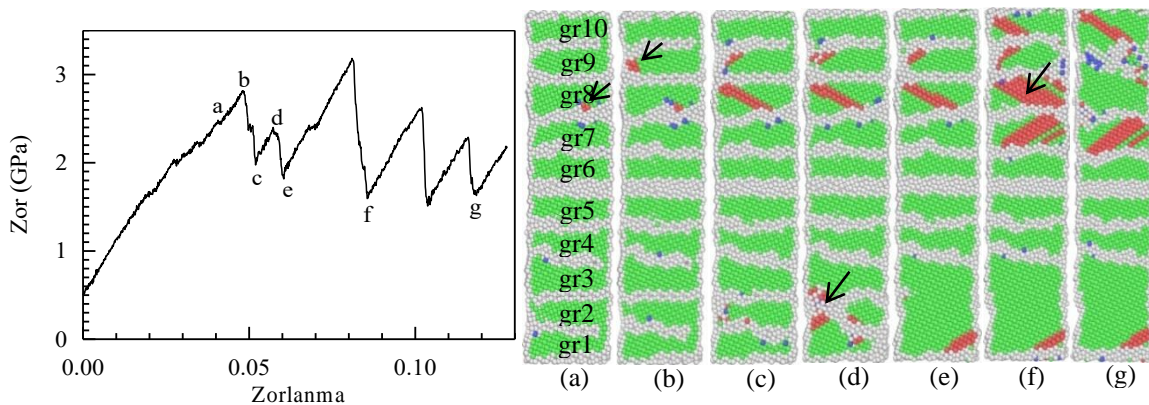 Zor (GPa)
3
2
1
0
0.00
0.05
0.10
Zorlanma
a
b
c
d
e
f
g
gr10
gr9
gr8
gr7
gr6
gr5
gr4
gr3
gr2
gr1
(a)
(b)
(c)
(d)
(e)
(f)
(g)